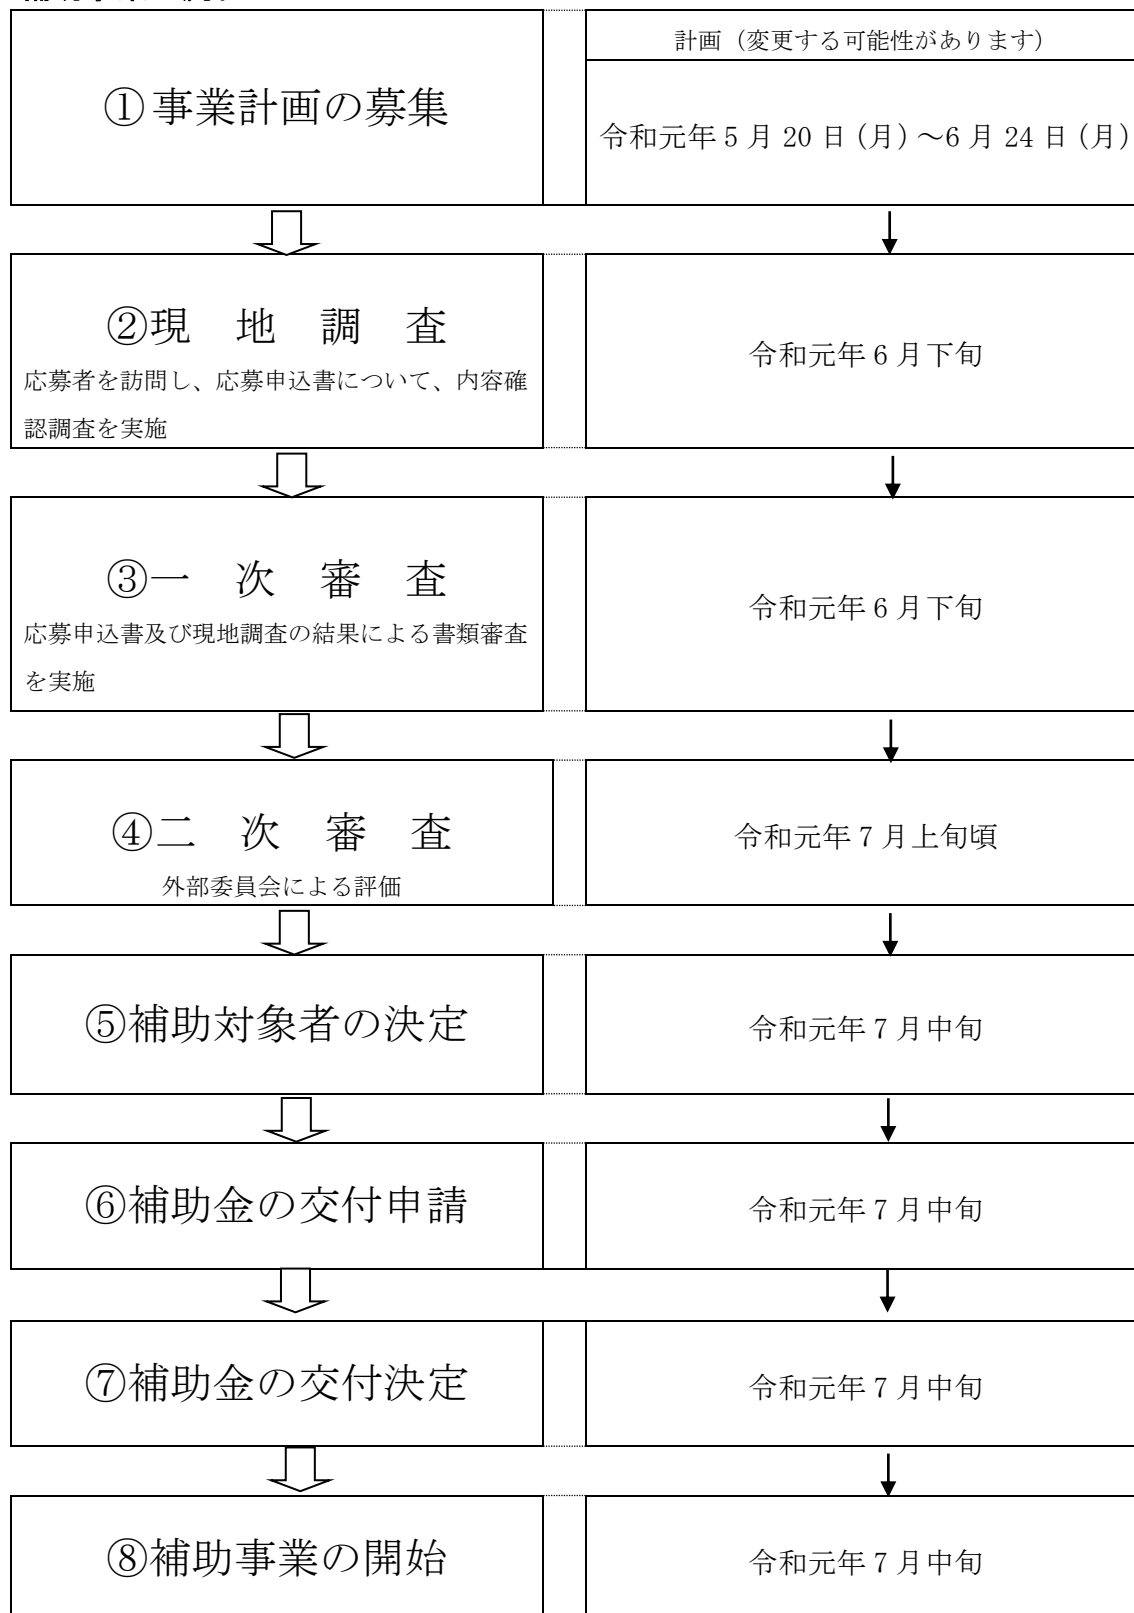 計画（変更する可能性があります）
①事業計画の募集
令和元年５月 20 日（月）～6 月 24 日（月）
②現　地　調　査
応募者を訪問し、応募申込書について、内容確
認調査を実施
令和元年６月下旬
③一　次　審　査
応募申込書及び現地調査の結果による書類審査
を実施
令和元年６月下旬
④二　次　審　査
外部委員会による評価
令和元年７月上旬頃
⑤補助対象者の決定
令和元年７月中旬
⑥補助金の交付申請
令和元年７月中旬
⑦補助金の交付決定
令和元年７月中旬
⑧補助事業の開始
令和元年７月中旬